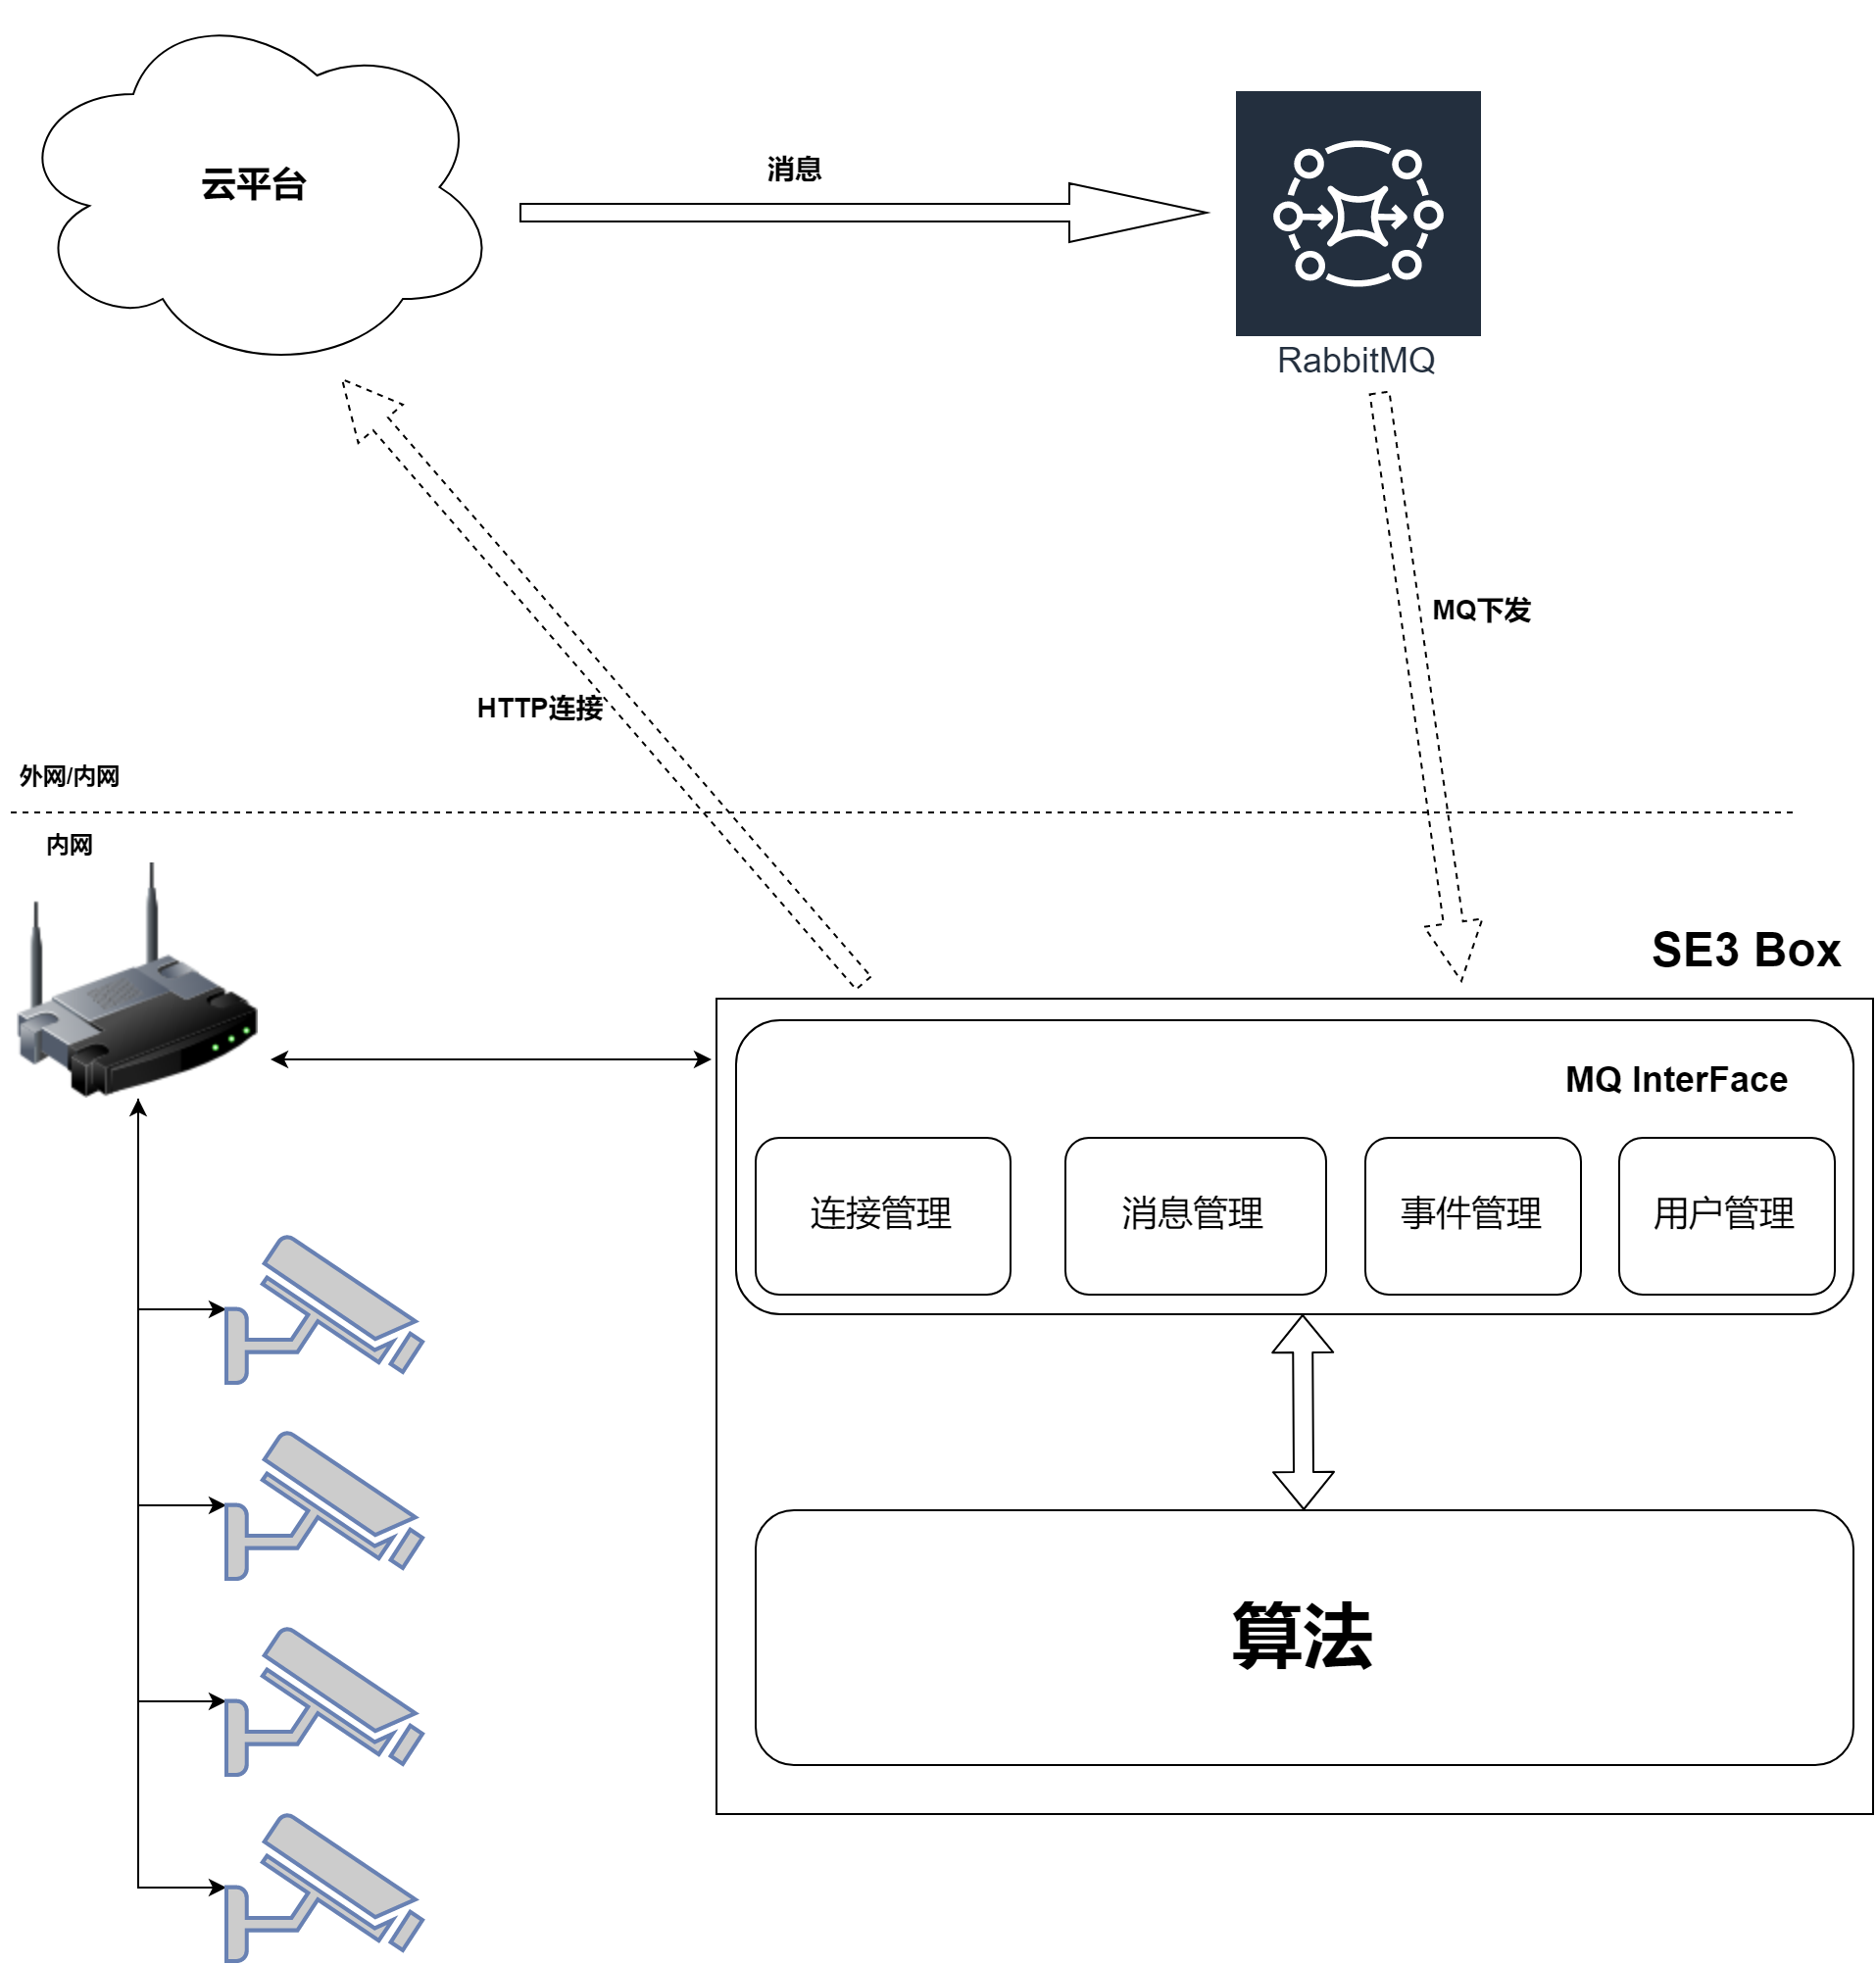 云平台
消息
RabbitMQ
MQ下发
HTTP连接
外网/内网
内网
SE3 Box
MQ InterFace
连接管理
消息管理
事件管理
用户管理
算法